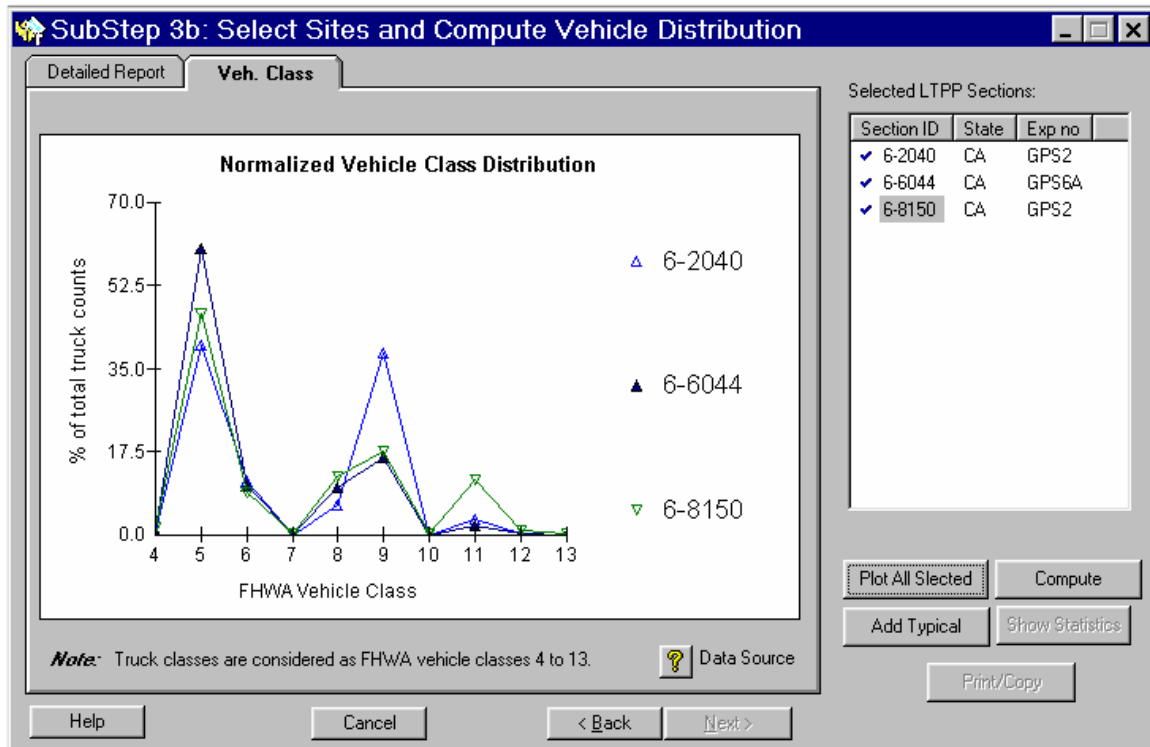 SubStep 3b: Select Sites and Compute Vehicle Distribution
Detailed Report
Veh. Class
Normalized Vehicle Class Distribution
70.0
52.5
35.0
17.5
0.0
% of total truck counts
4 5 6 7 8 9 10 11 12 13
FHWA Vehicle Class
6-2040
6-6044
6-8150
Note: Truck classes are considered as FHWA vehicle classes 4 to 13.
? Data Source
Selected LTPP Sections:
Section ID State Exp no
6-2040 CA GPS2
6-6044 CA GPS6A
6-8150 CA GPS2
Plot All Slected
Compute
Add Typical
Show Statistics
Print/Copy
Help
Cancel
< Back
Next >